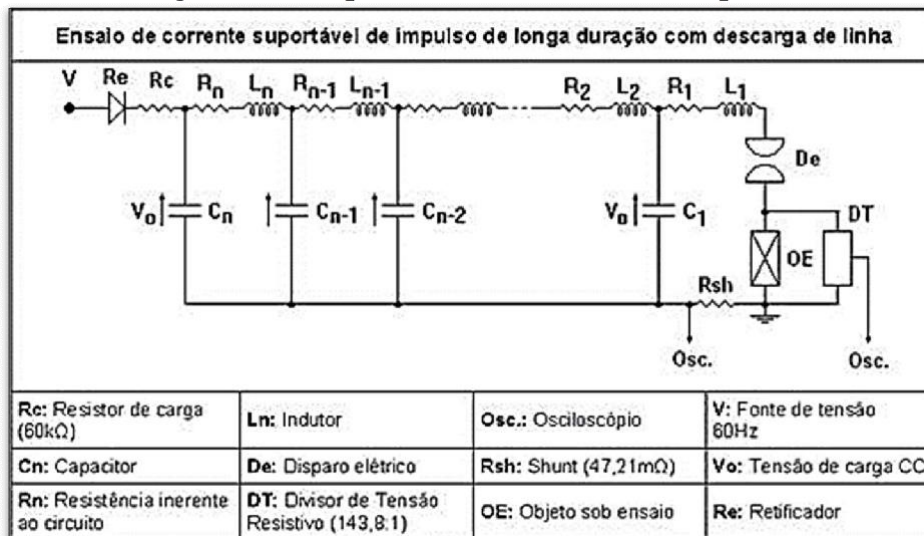 Ensaio de corrente suportável de impulso de longa duração com descarga de linha
V Re Rc Rn Ln Rn-1 Ln-1 R2 L2 R1 L1
De
Vo Cn Cn-1 Cn-2 Vo C1 OE DT
Rsh
Osc. Osc.
Rc: Resistor de carga (60kΩ)
Ln: Indutor
Osc.: Osciloscópio
V: Fonte de tensão 60Hz
Cn: Capacitor
De: Disparo elétrico
Rsh: Shunt (47,21mΩ)
Vo: Tensão de carga CC
Rn: Resistência inerente ao circuito
DT: Divisor de Tensão Resistivo (143,8:1)
OE: Objeto sob ensaio
Re: Retificador